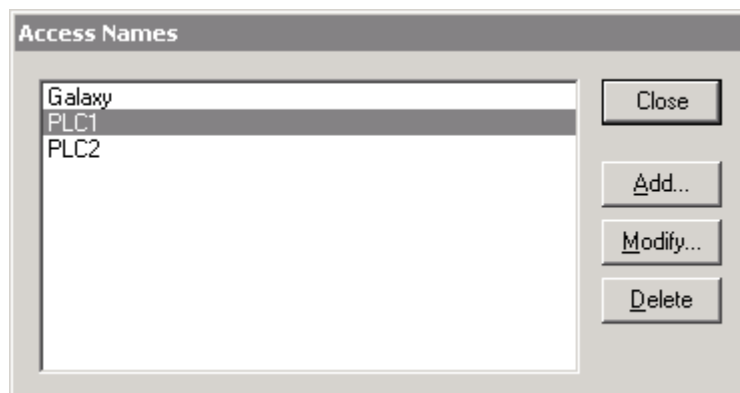 Access Names
Galaxy
PLC1
PLC2
Close
Add...
Modify...
Delete